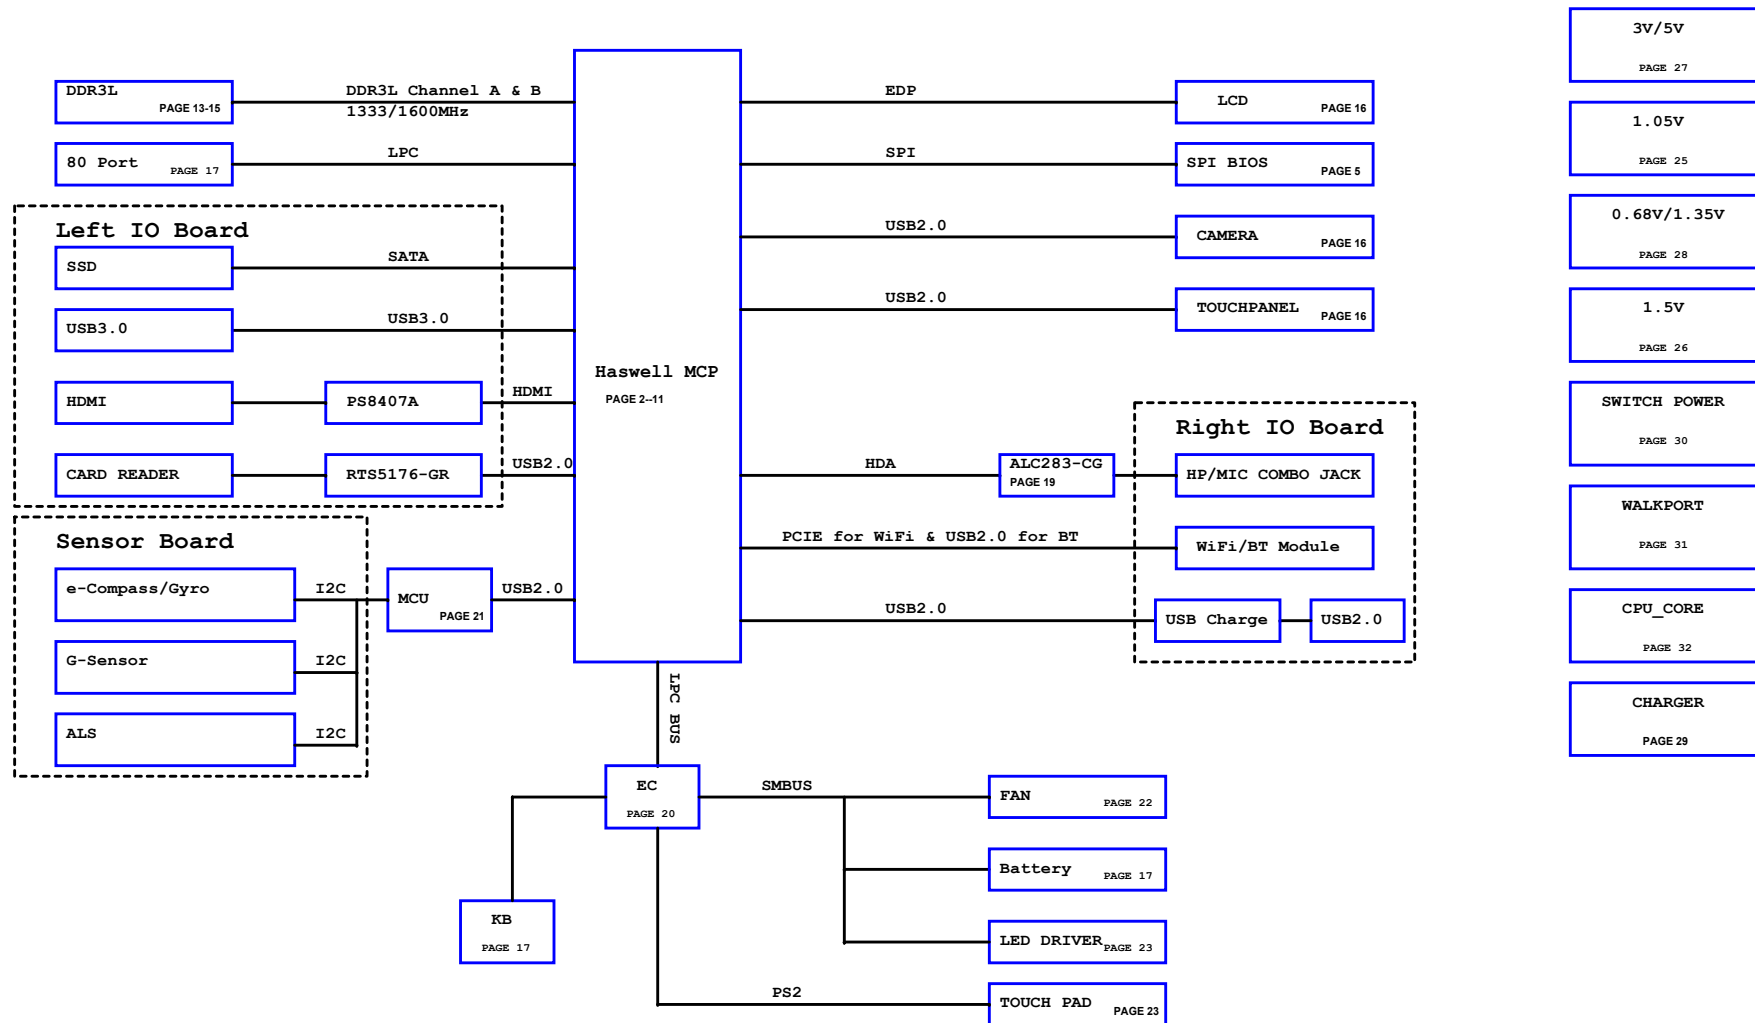 DDR3L
PAGE 13-15
DDR3L Channel A & B
1333/1600MHz
80 Port
PAGE 17
LPC
Left IO Board
SSD
SATA
USB3.0
USB3.0
HDMI
PS8407A
HDMI
CARD READER
RTS5176-GR
USB2.0
Sensor Board
e-Compass/Gyro
I2C
MCU
PAGE 21
USB2.0
G-Sensor
I2C
ALS
I2C
Haswell MCP
PAGE 2--11
EDP
LCD
PAGE 16
SPI
SPI BIOS
PAGE 5
USB2.0
CAMERA
PAGE 16
USB2.0
TOUCHPANEL
PAGE 16
Right IO Board
HDA
ALC283-CG
PAGE 19
HP/MIC COMBO JACK
PCIE for WiFi & USB2.0 for BT
WiFi/BT Module
USB2.0
USB Charge
USB2.0
LPC BUS
EC
PAGE 20
SMBUS
FAN
PAGE 22
Battery
PAGE 17
LED DRIVER
PAGE 23
KB
PAGE 17
PS2
TOUCH PAD
PAGE 23
3V/5V
PAGE 27
1.05V
PAGE 25
0.68V/1.35V
PAGE 28
1.5V
PAGE 26
SWITCH POWER
PAGE 30
WALKPORT
PAGE 31
CPU_CORE
PAGE 32
CHARGER
PAGE 29